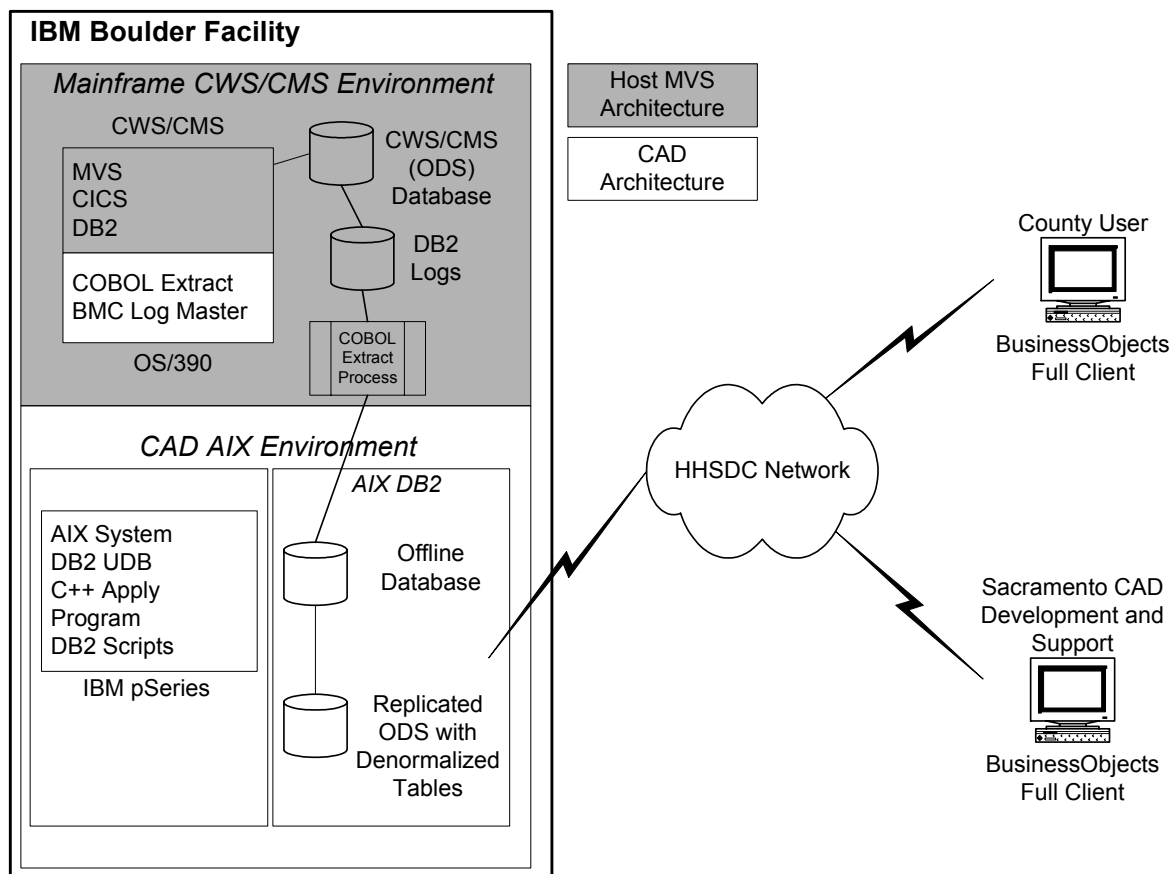 IBM Boulder Facility
Mainframe CWS/CMS Environment
CWS/CMS
MVS
CICS
DB2
COBOL Extract
BMC Log Master
OS/390
CWS/CMS
(ODS)
Database
DB2
Logs
COBOL
Extract
Process
Host MVS
Architecture
CAD
Architecture
CAD AIX Environment
AIX System
DB2 UDB
C++ Apply
Program
DB2 Scripts
IBM pSeries
AIX DB2
Offline
Database
Replicated
ODS with
Denormalized
Tables
HHSDC Network
County User
BusinessObjects
Full Client
Sacramento CAD
Development and
Support
BusinessObjects
Full Client